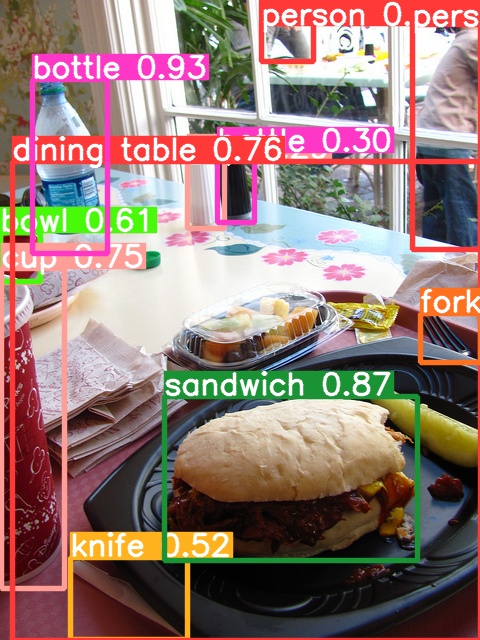 person 0.
pers
bottle 0.93
bottle 0.30
dining table 0.76
bowl 0.61
cup 0.75
fork
sandwich 0.87
knife 0.52